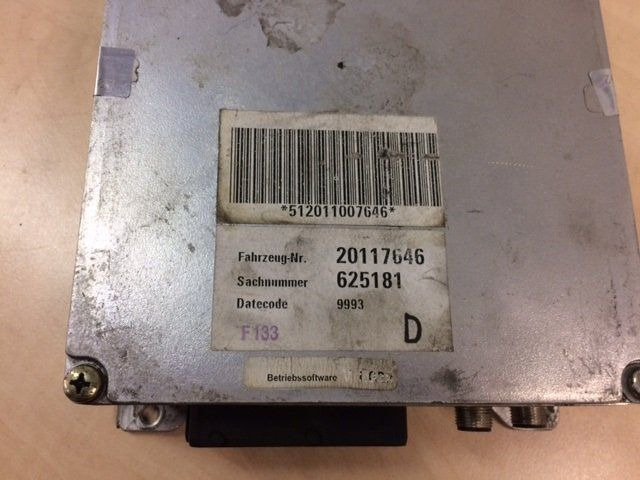 *512011007646*
Fahrzeug-Nr. 20117646
Sachnummer 625181
Datecode 9993
F133 D
Betriebssoftware